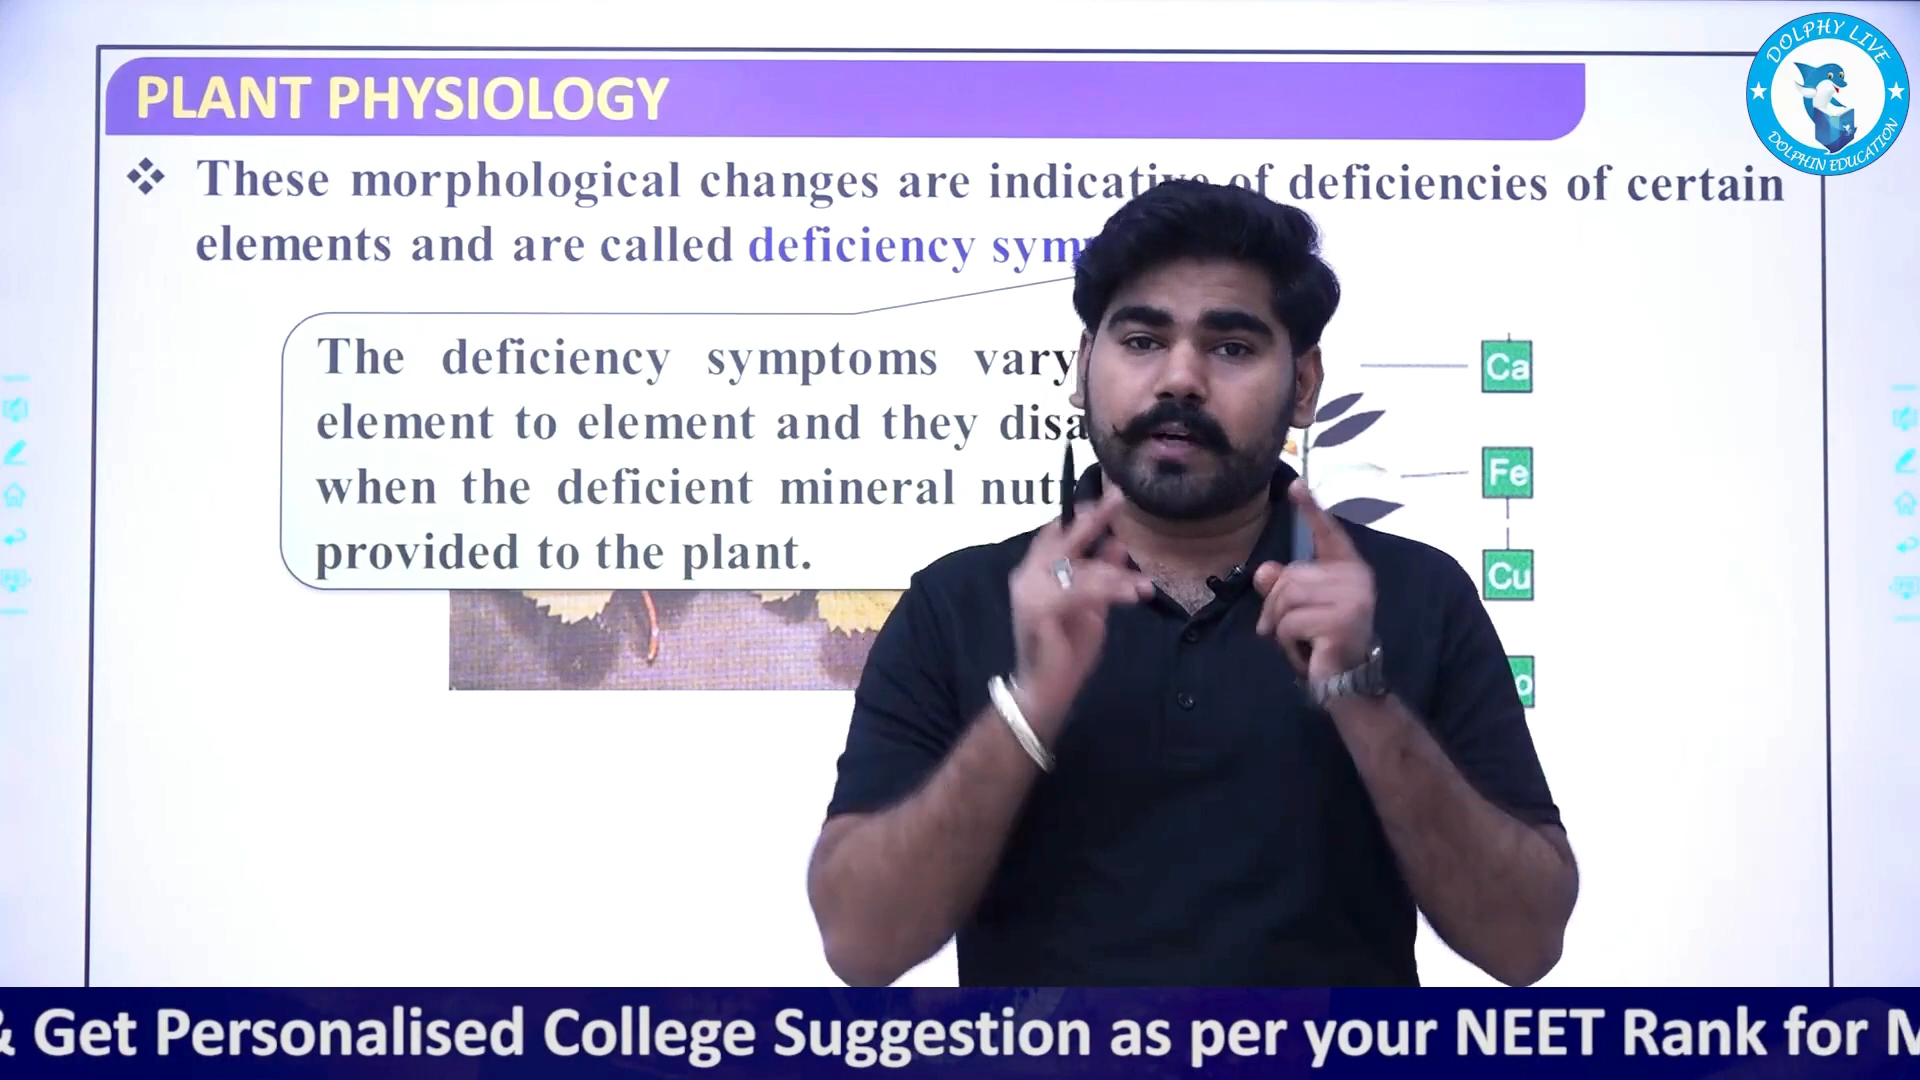 PLANT PHYSIOLOGY
These morphological changes are indicative of deficiencies of certain
elements and are called deficiency sym
The deficiency symptoms vary
element to element and they disa
when the deficient mineral nut
provided to the plant.
Ca
Fe
Cu
DOLPHY LIVE
DOLPHIN EDUCATION
& Get Personalised College Suggestion as per your NEET Rank for M